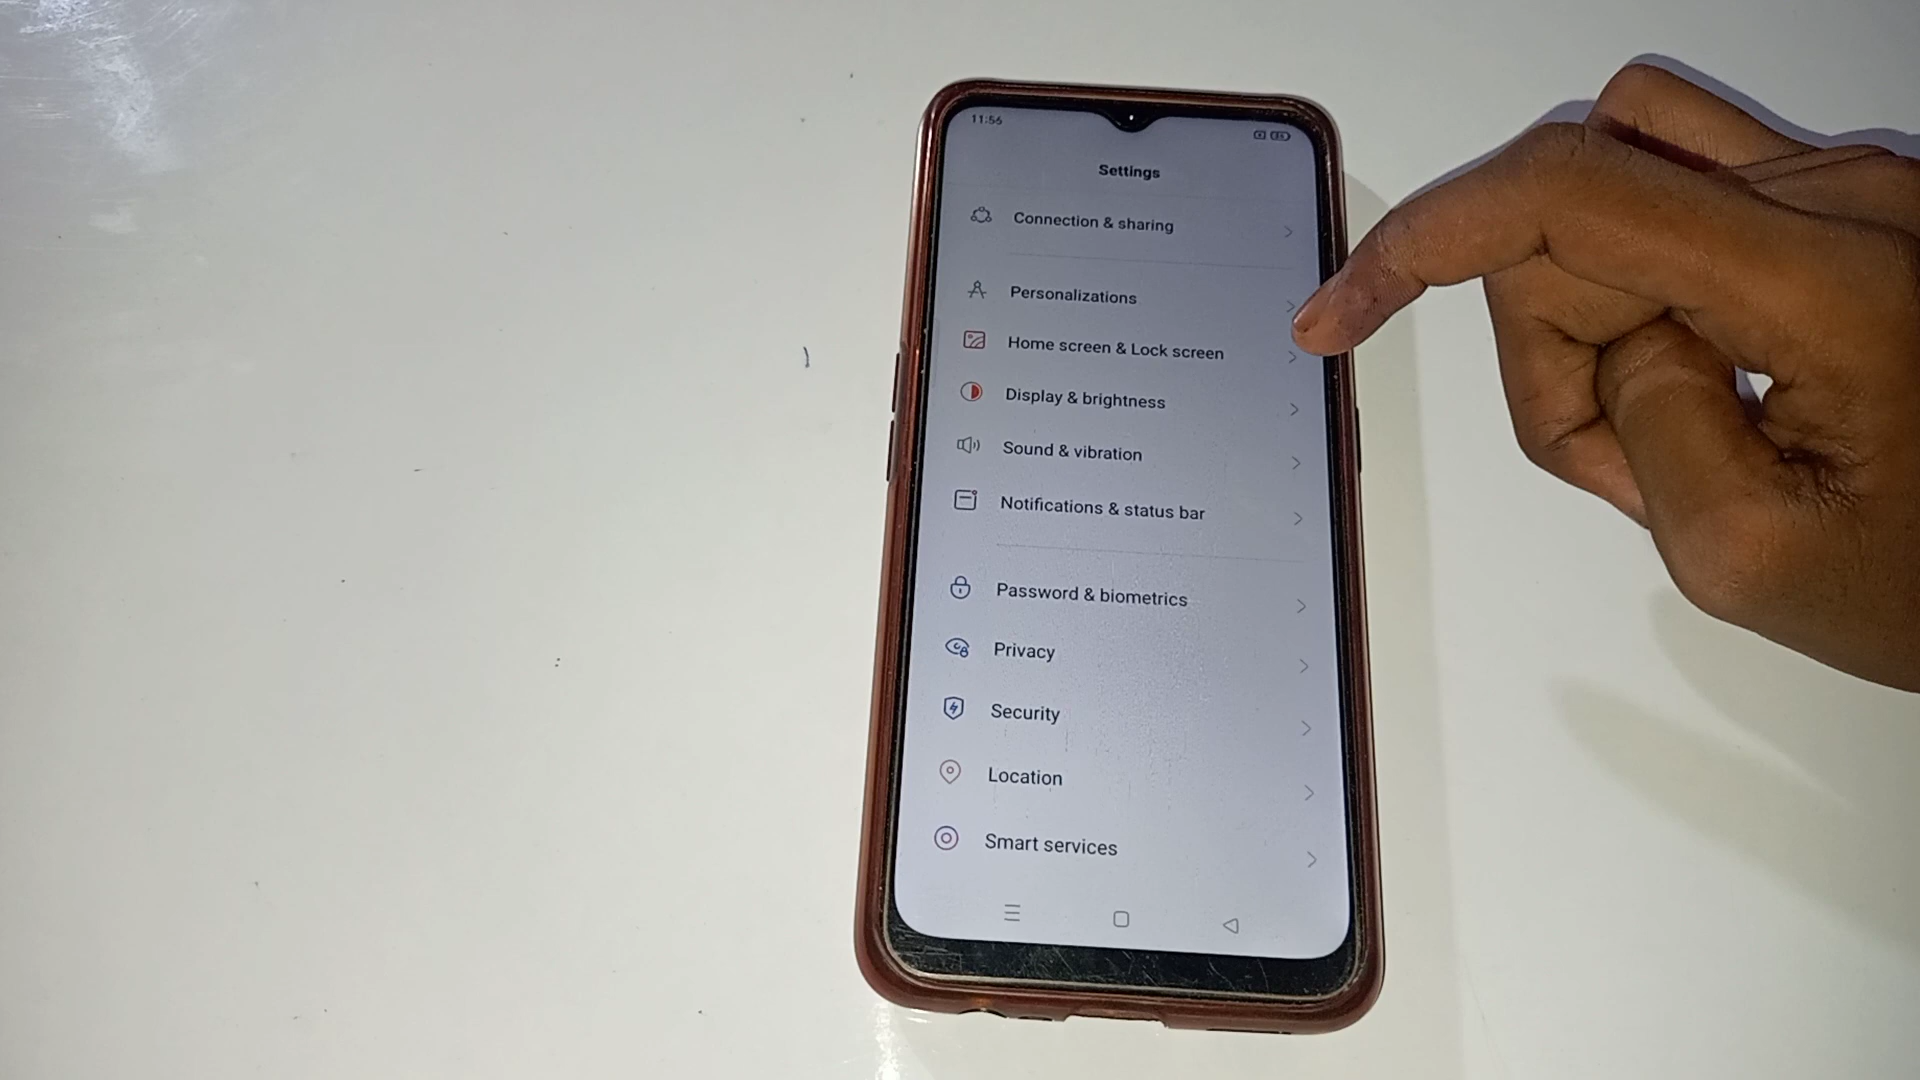 11:56
Settings
Connection & sharing
Personalizations
Home screen & Lock screen
Display & brightness
Sound & vibration
Notifications & status bar
Password & biometrics
Privacy
Security
Location
Smart services